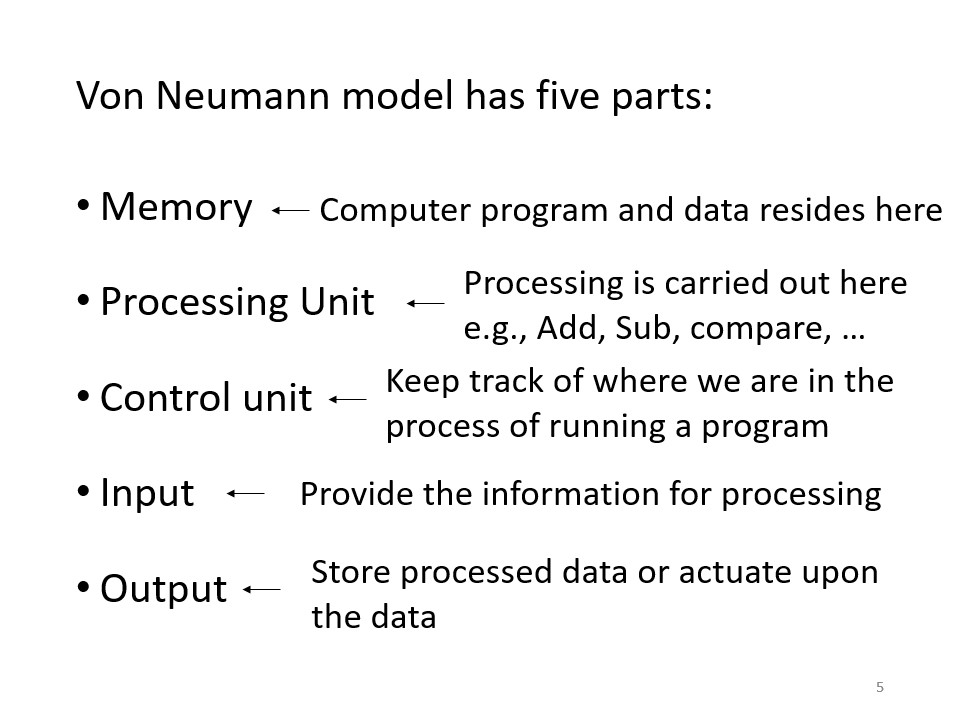 Von Neumann model has five parts:
• Memory
Computer program and data resides here
• Processing Unit
Processing is carried out here
e.g., Add, Sub, compare, …
• Control unit
Keep track of where we are in the
process of running a program
• Input
Provide the information for processing
• Output
Store processed data or actuate upon
the data
5